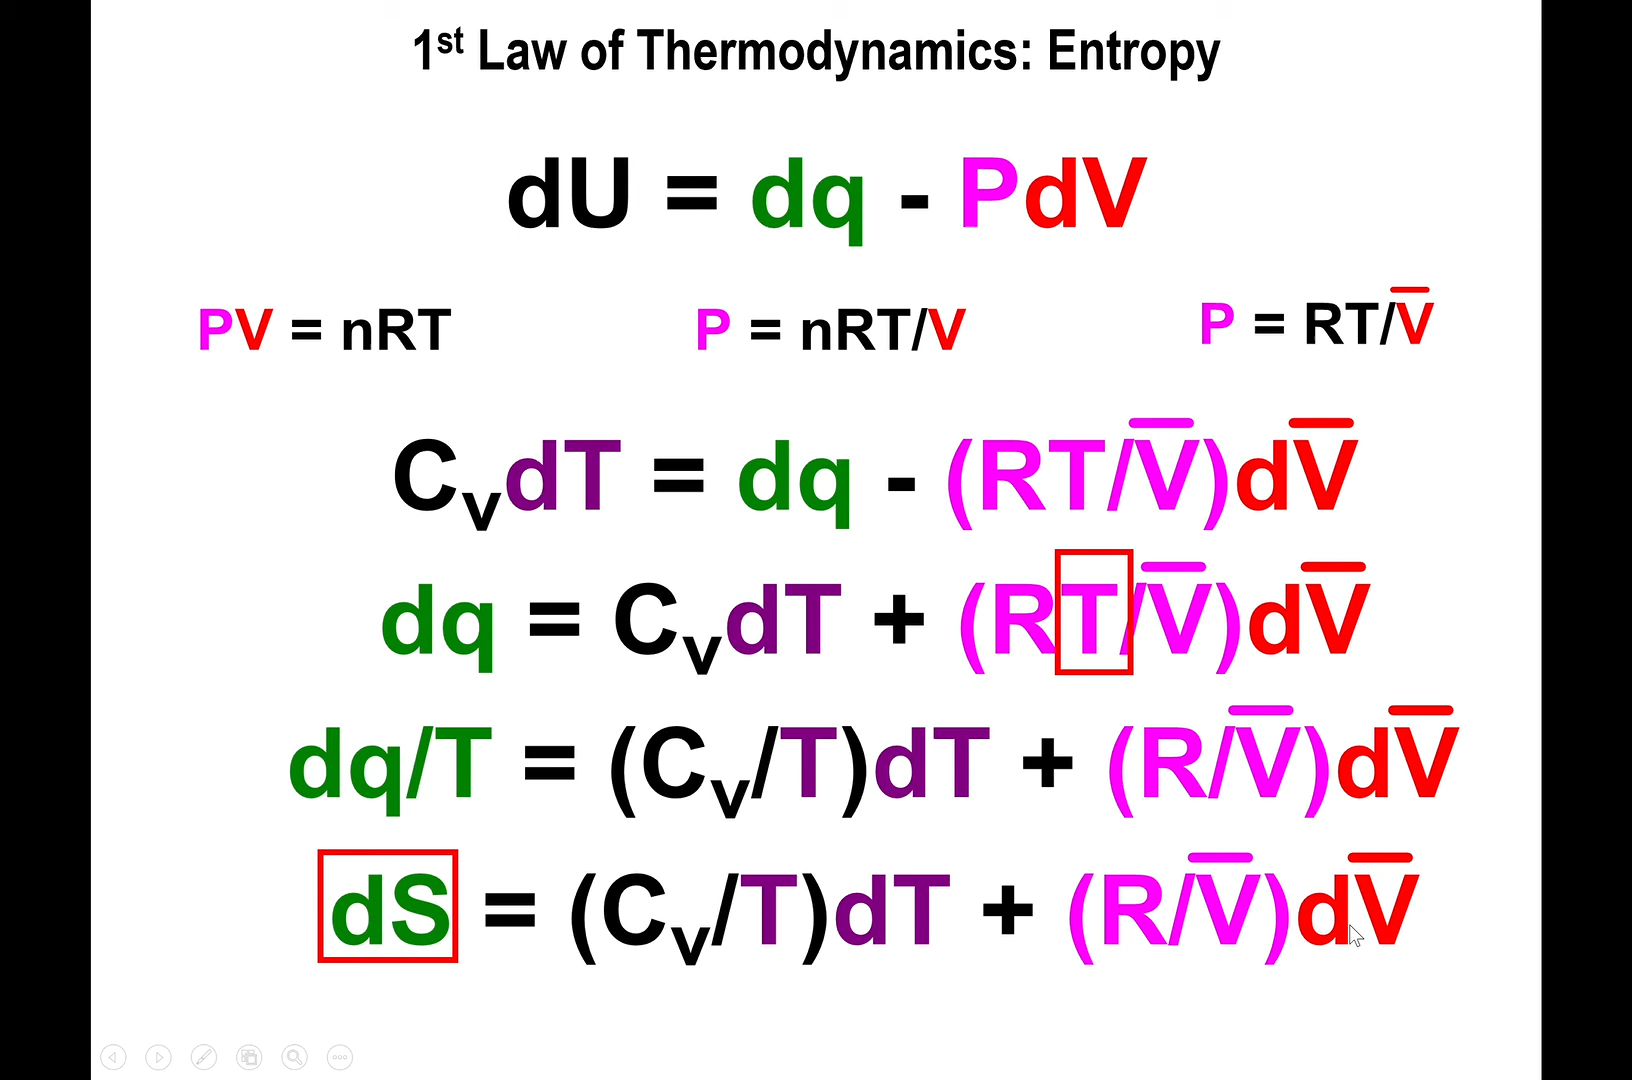 1st Law of Thermodynamics: Entropy
dU = dq - PdV
PV = nRT P = nRT/V P = RT/V̅
CvdT = dq - (RT/V̅)dV̅
dq = CvdT + (RT/V̅)dV̅
dq/T = (Cv/T)dT + (R/V̅)dV̅
dS = (Cv/T)dT + (R/V̅)dV̅